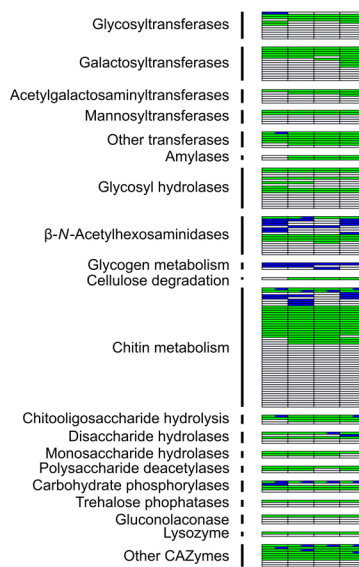 Glycosyltransferases
Galactosyltransferases
Acetylgalactosaminyltransferases
Mannosyltransferases
Other transferases
Amylases
Glycosyl hydrolases
β-N-Acetylhexosaminidases
Glycogen metabolism
Cellulose degradation
Chitin metabolism
Chitooligosaccharide hydrolysis
Disaccharide hydrolases
Monosaccharide hydrolases
Polysaccharide deacetylases
Carbohydrate phosphorylases
Trehalose phophatases
Gluconolaconase
Lysozyme
Other CAZymes